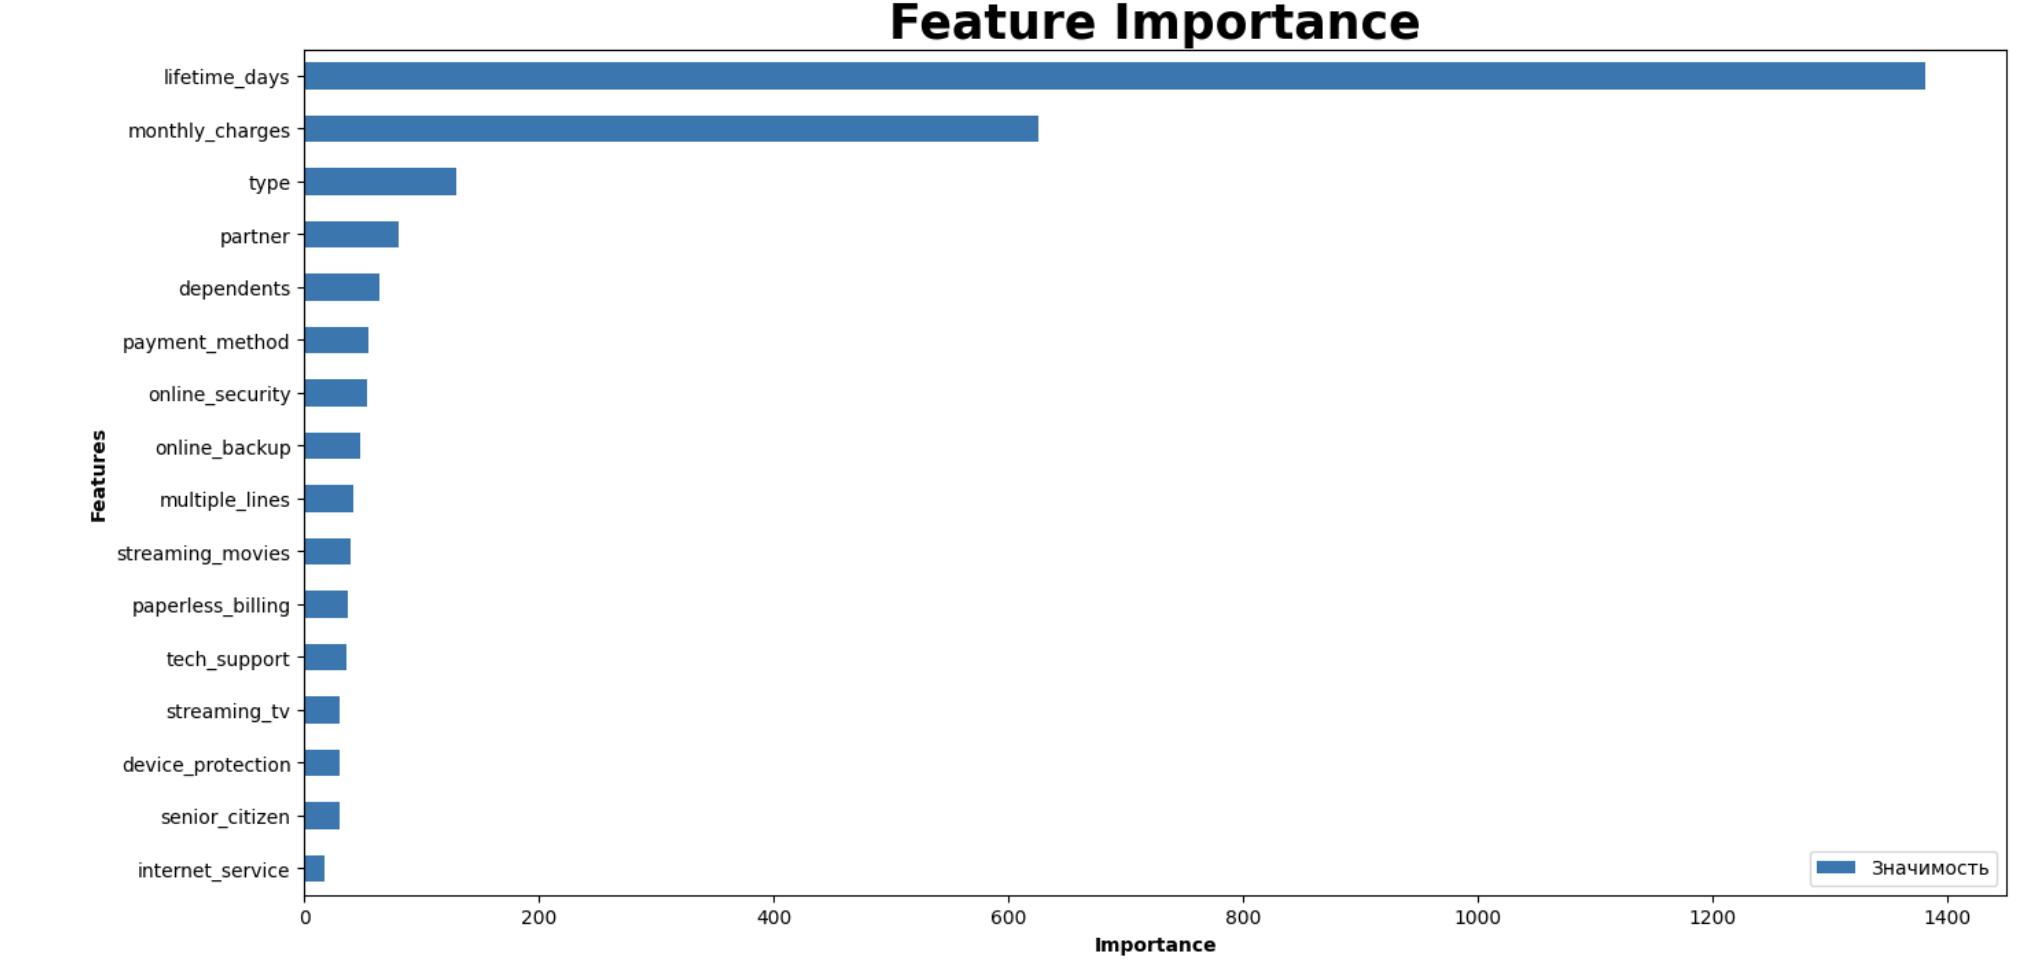 Feature Importance
lifetime_days
monthly_charges
type
partner
dependents
payment_method
online_security
online_backup
multiple_lines
streaming_movies
paperless_billing
tech_support
streaming_tv
device_protection
senior_citizen
internet_service
Features
Значимость
0 200 400 600 800 1000 1200 1400
Importance